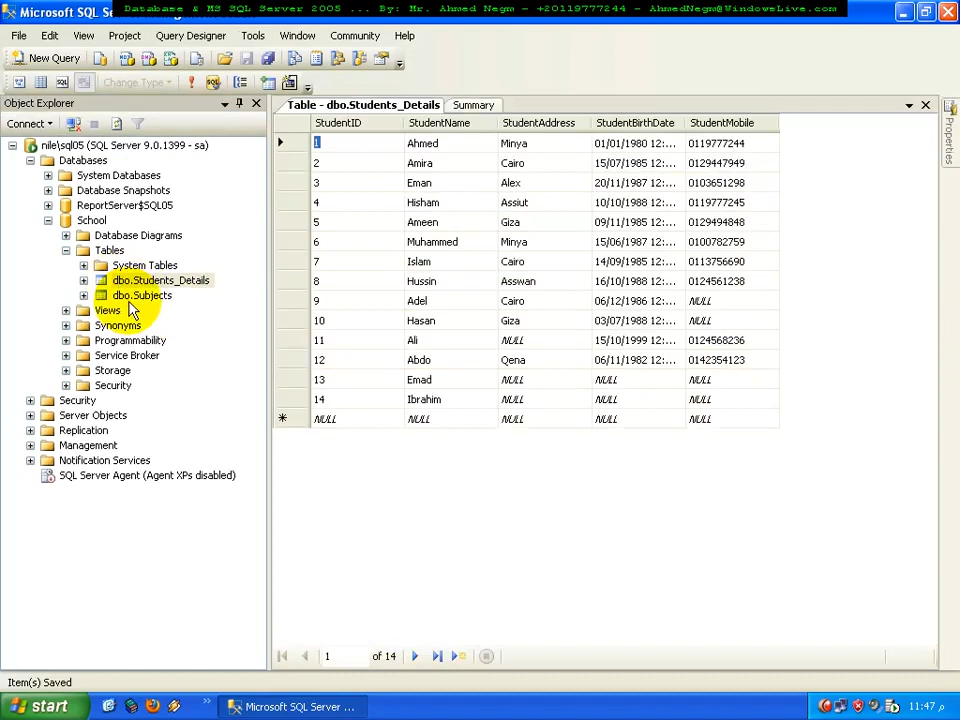 Microsoft SQL Server
Database & MS SQL Server 2005 ... By: Mr. Ahmed Negm - +20119777244 - AhmedNegm@WindowsLive.com
File Edit View Project Query Designer Tools Window Community Help
New Query
Change Type
Object Explorer
Connect
nile\sql05 (SQL Server 9.0.1399 - sa)
Databases
System Databases
Database Snapshots
ReportServer$SQL05
School
Database Diagrams
Tables
System Tables
dbo.Students_Details
dbo.Subjects
Views
Synonyms
Programmability
Service Broker
Storage
Security
Security
Server Objects
Replication
Management
Notification Services
SQL Server Agent (Agent XPs disabled)
Table - dbo.Students_Details Summary
StudentID StudentName StudentAddress StudentBirthDate StudentMobile
1 Ahmed Minya 01/01/1980 12:... 0119777244
2 Amira Cairo 15/07/1985 12:... 0129447949
3 Eman Alex 20/11/1987 12:... 0103651298
4 Hisham Assiut 10/10/1988 12:... 0119777245
5 Ameen Giza 09/11/1985 12:... 0129494848
6 Muhammed Minya 15/06/1987 12:... 0100782759
7 Islam Cairo 14/09/1985 12:... 0113756690
8 Hussin Asswan 16/10/1988 12:... 0124561238
9 Adel Cairo 06/12/1986 12:... NULL
10 Hasan Giza 03/07/1988 12:... NULL
11 Ali NULL 15/10/1999 12:... 0124568236
12 Abdo Qena 06/11/1982 12:... 0142354123
13 Emad NULL NULL NULL
14 Ibrahim NULL NULL NULL
NULL NULL NULL NULL NULL
1 of 14
Properties
Item(s) Saved
start
Microsoft SQL Server ...
11:47 م